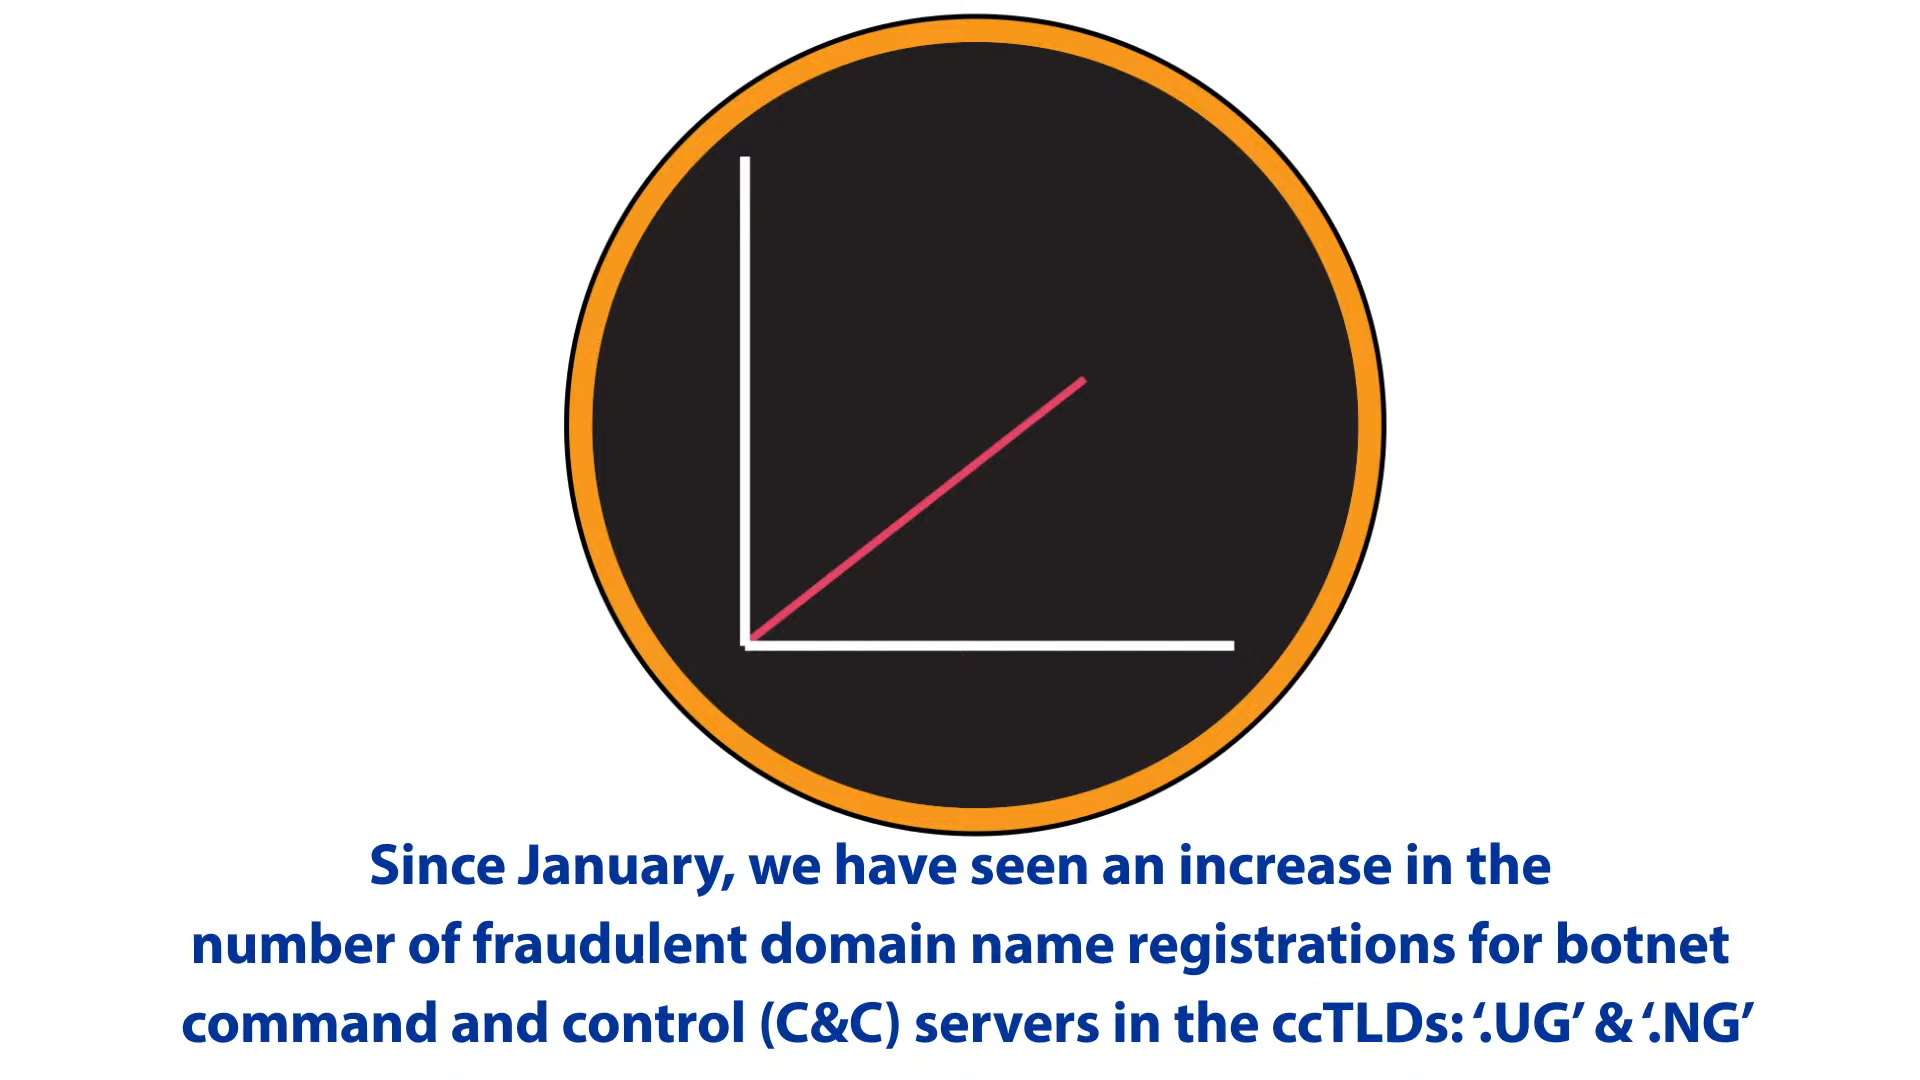 Since January, we have seen an increase in the
number of fraudulent domain name registrations for botnet
command and control (C&C) servers in the ccTLDs: ‘.UG’ & ‘.NG’